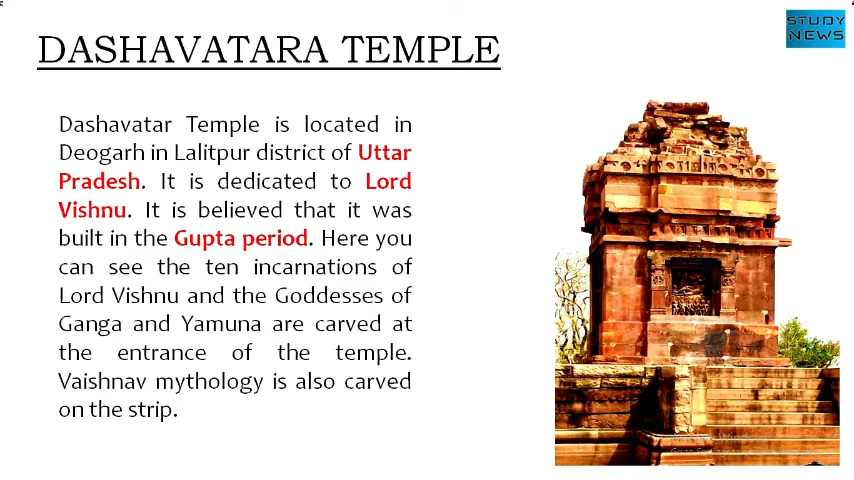 STUDY
NEWS
DASHAVATARA TEMPLE
Dashavatar Temple is located in
Deogarh in Lalitpur district of Uttar
Pradesh. It is dedicated to Lord
Vishnu. It is believed that it was
built in the Gupta period. Here you
can see the ten incarnations of
Lord Vishnu and the Goddesses of
Ganga and Yamuna are carved at
the entrance of the temple.
Vaishnav mythology is also carved
on the strip.